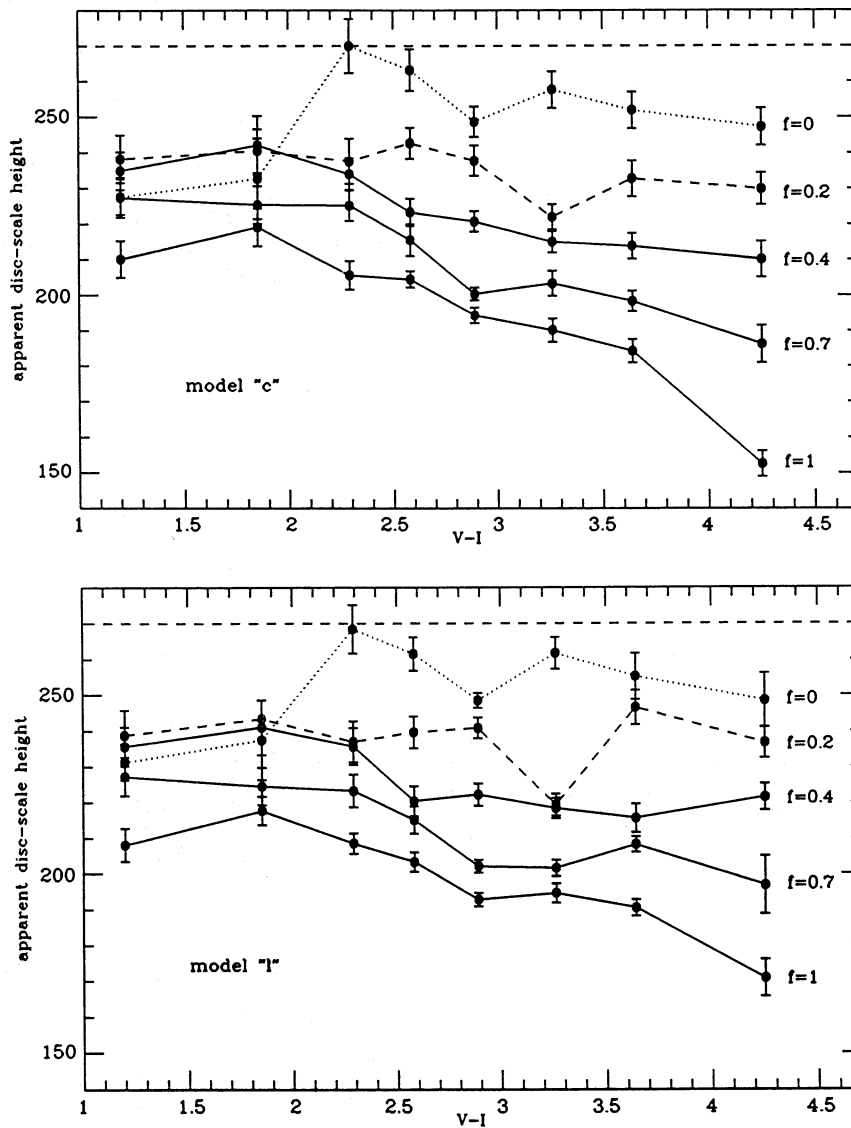 250
200
150
apparent disc-scale height
f=0
f=0.2
f=0.4
f=0.7
f=1
model "c"
1 1.5 2 2.5 3 3.5 4 4.5
V-I
250
200
150
apparent disc-scale height
f=0
f=0.2
f=0.4
f=0.7
f=1
model "l"
1 1.5 2 2.5 3 3.5 4 4.5
V-I